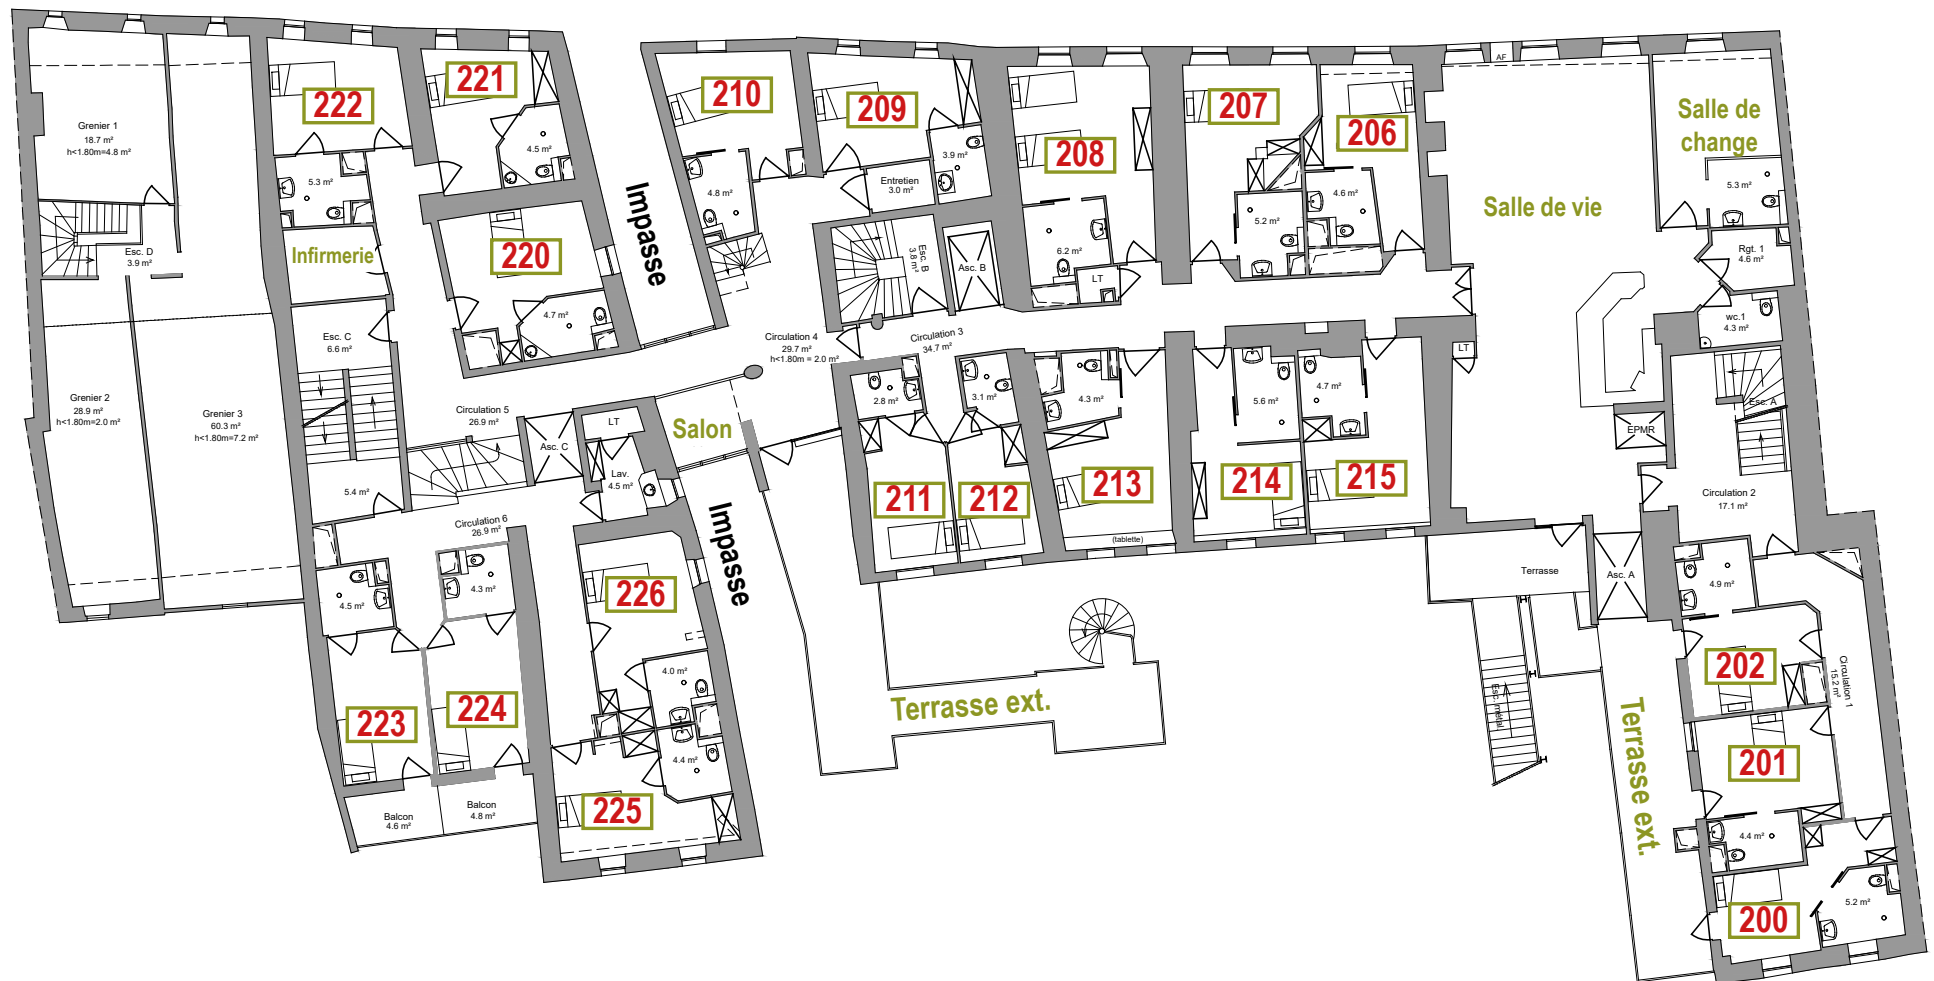 Grenier 1
18.7 m²
h<1.80m=4.8 m²
222
221
4.5 m²
5.3 m²
Infirmerie
Esc. D
3.9 m²
220
4.7 m²
Esc. C
6.6 m²
Grenier 2
28.9 m²
h<1.80m=2.0 m²
Grenier 3
60.3 m²
h<1.80m=7.2 m²
Circulation 5
26.9 m²
Asc. C
LT
Lav.
4.5 m²
5.4 m²
Circulation 6
26.9 m²
4.5 m²
4.3 m²
223
224
Balcon
4.6 m²
Balcon
4.8 m²
226
4.0 m²
4.4 m²
225
Impasse
Impasse
Salon
210
4.8 m²
209
3.9 m²
Entretien
3.0 m²
Esc. B
3.8 m²
Asc. B
Circulation 4
29.7 m²
h<1.80m = 2.0 m²
Circulation 3
34.7 m²
208
6.2 m²
LT
207
5.2 m²
206
4.6 m²
2.8 m²
3.1 m²
211
212
4.3 m²
213
(tablette)
5.6 m²
214
4.7 m²
215
Terrasse ext.
AF
Salle de vie
Salle de
change
5.3 m²
Rgt. 1
4.6 m²
wc.1
4.3 m²
LT
Esc. A
EPMR
Circulation 2
17.1 m²
Terrasse
Asc. A
Esc. métal
4.9 m²
202
Circulation 1
15.2 m²
201
Terrasse ext.
4.4 m²
200
5.2 m²